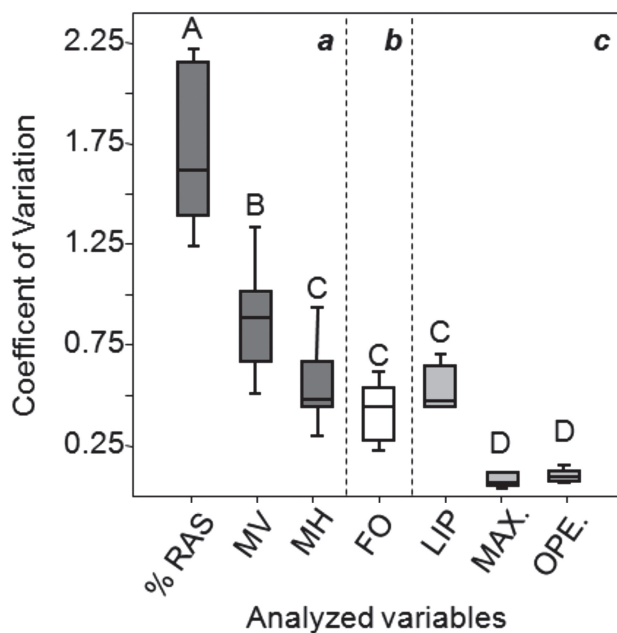 Coefficent of Variation
2.25
1.75
1.25
0.75
0.25
a
b
c
A
B
C
C
C
D
D
% RAS
MV
MH
FO
LIP
MAX.
OPE.
Analyzed variables